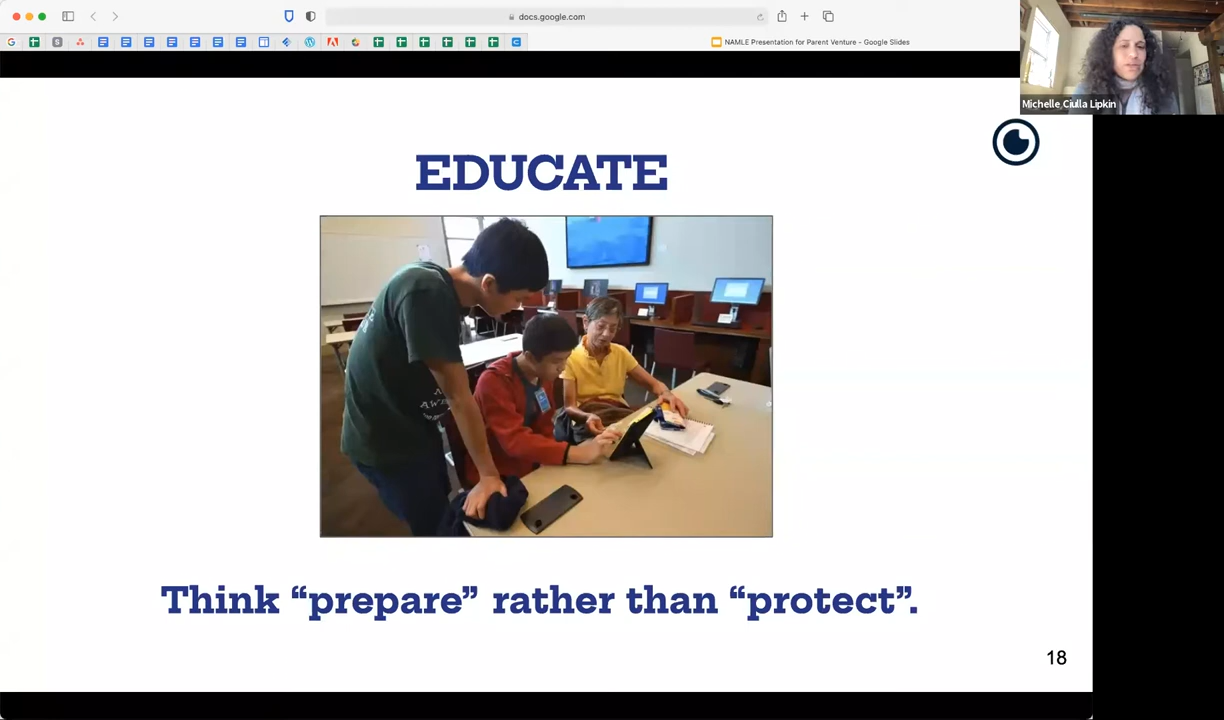 docs.google.com
NAMLE Presentation for Parent Venture - Google Slides
Michelle Ciulla Lipkin
EDUCATE
Think “prepare” rather than “protect”.
18